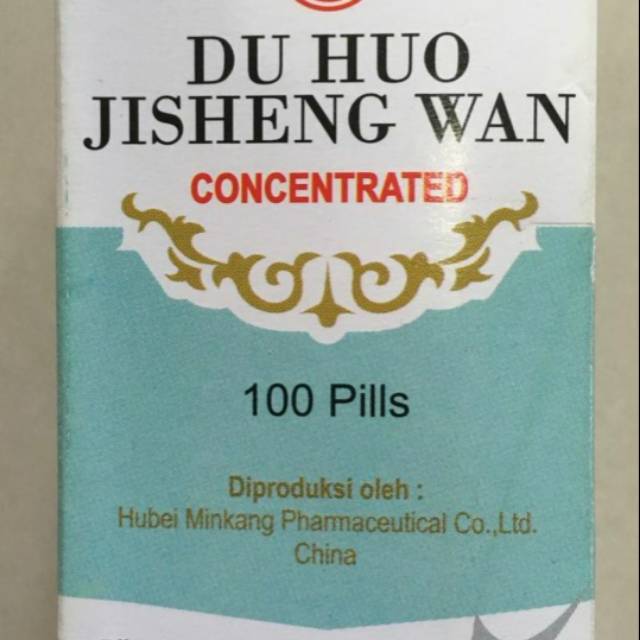 DU HUO
JISHENG WAN
CONCENTRATED
100 Pills
Diproduksi oleh :
Hubei Minkang Pharmaceutical Co.,Ltd.
China